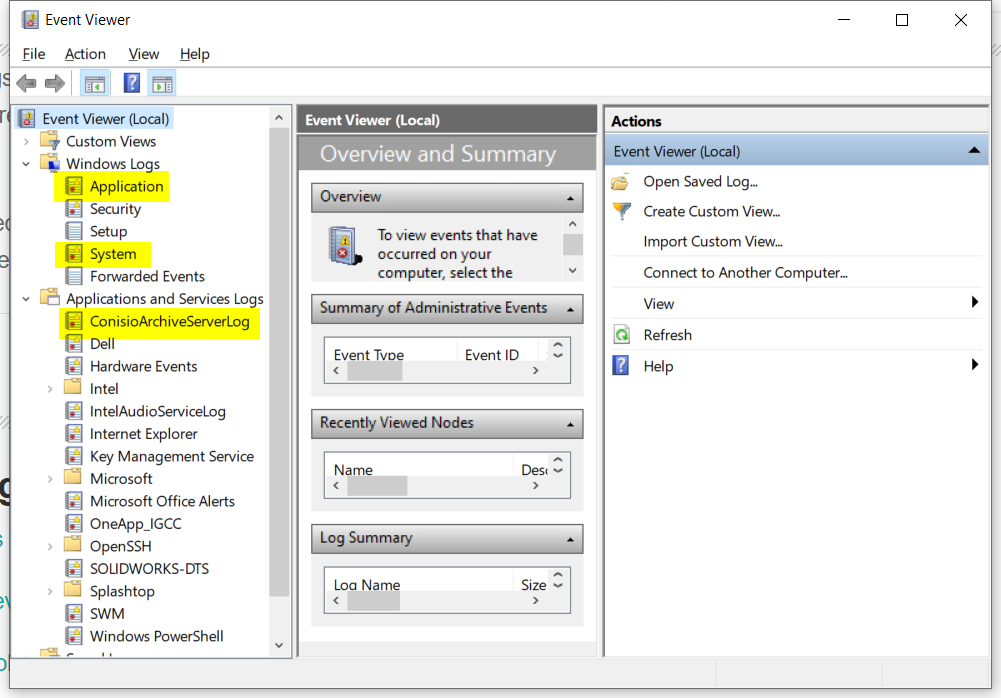 Event Viewer
File Action View Help
Event Viewer (Local)
Custom Views
Windows Logs
Application
Security
Setup
System
Forwarded Events
Applications and Services Logs
ConisioArchiveServerLog
Dell
Hardware Events
Intel
IntelAudioServiceLog
Internet Explorer
Key Management Service
Microsoft
Microsoft Office Alerts
OneApp_IGCC
OpenSSH
SOLIDWORKS-DTS
Splashtop
SWM
Windows PowerShell
Event Viewer (Local)
Overview and Summary
Overview
To view events that have
occurred on your
computer, select the
Summary of Administrative Events
Event Type Event ID
Recently Viewed Nodes
Name Desc
Log Summary
Log Name Size
Actions
Event Viewer (Local)
Open Saved Log...
Create Custom View...
Import Custom View...
Connect to Another Computer...
View
Refresh
Help